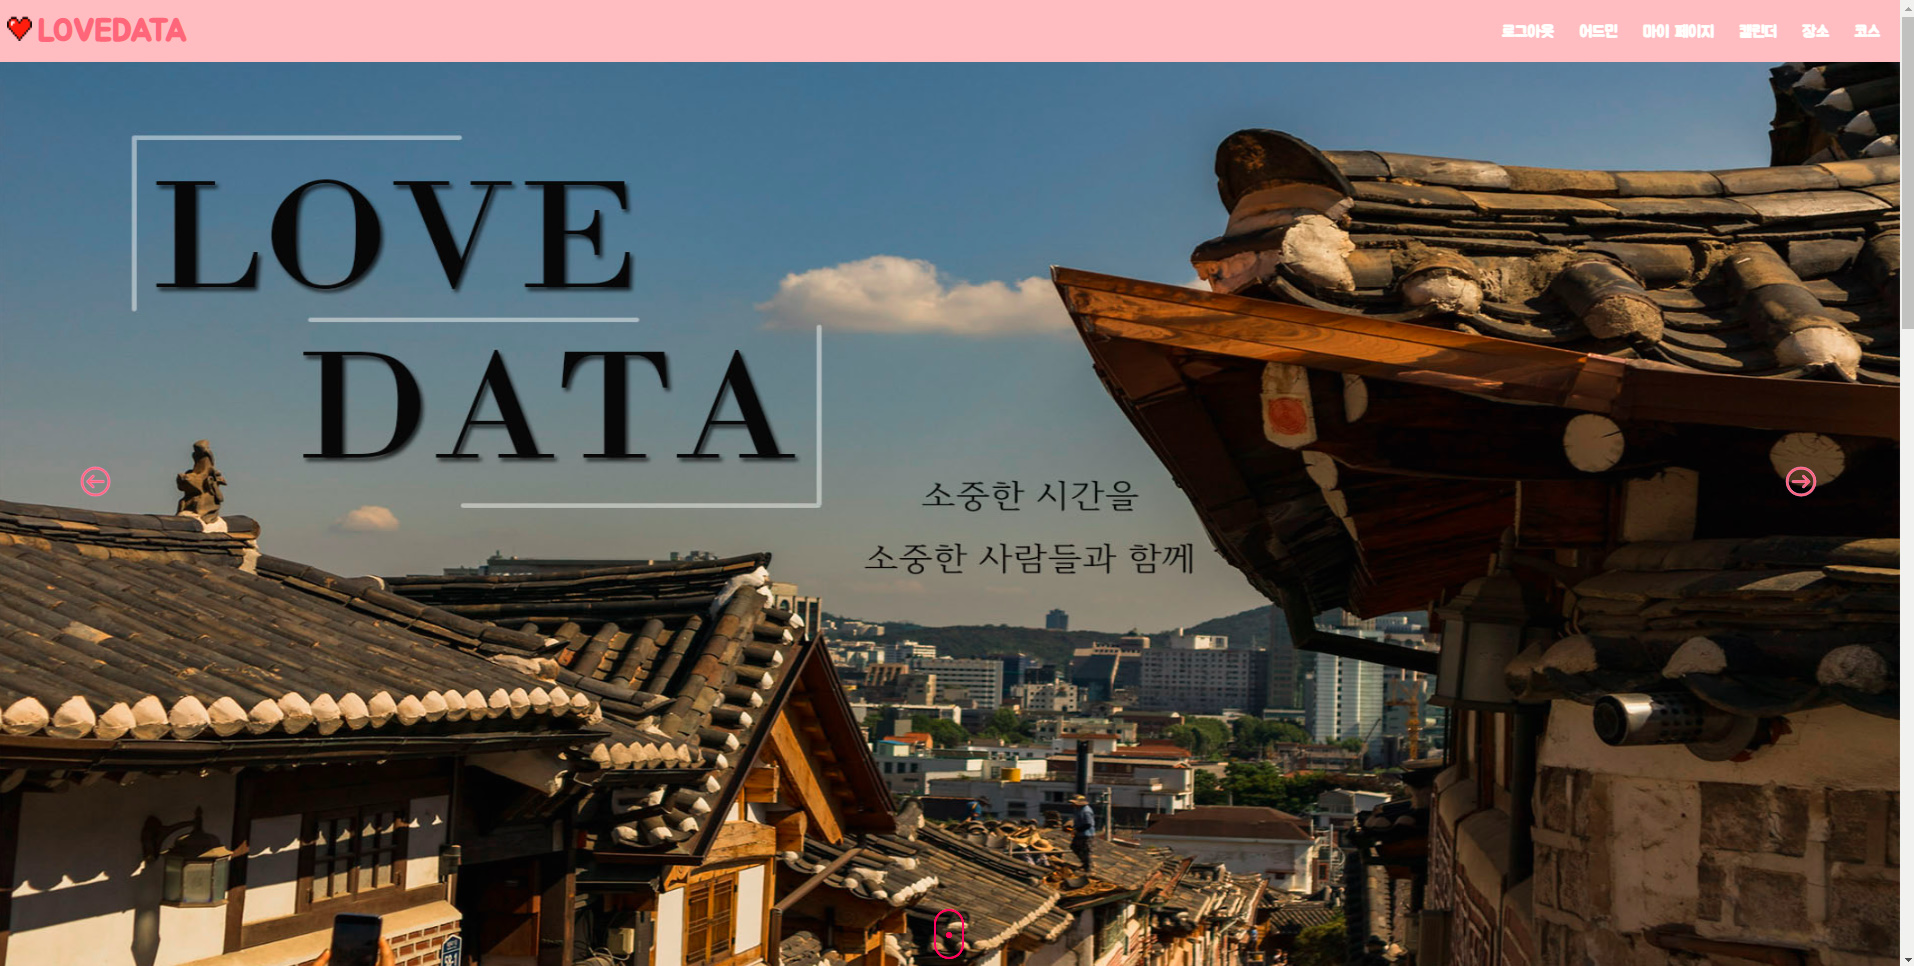 LOVEDATA
로그아웃 어드민 마이 페이지 캘린더 장소 코스
LOVE
DATA
소중한 시간을
소중한 사람들과 함께